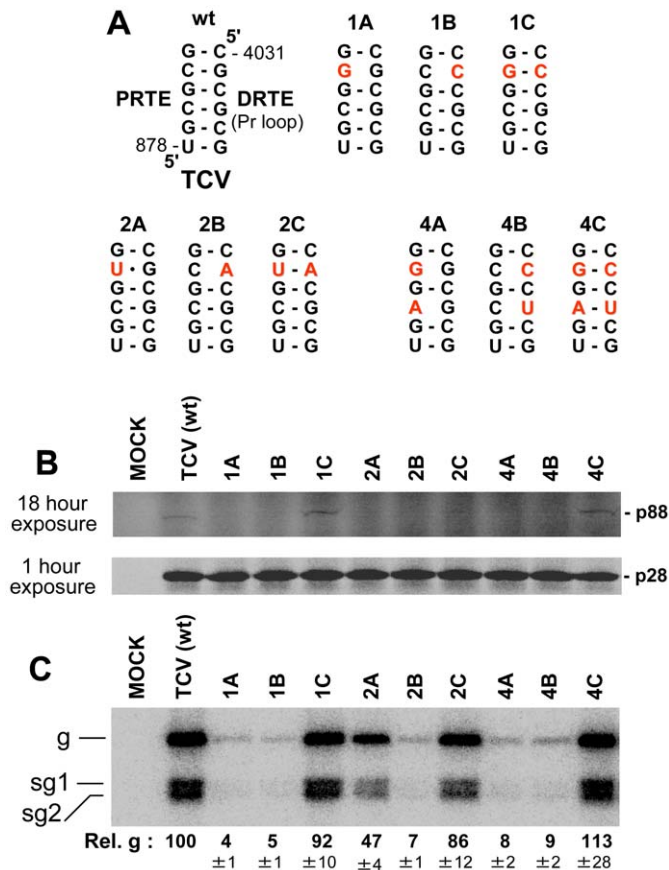 A
wt
5'
G - C - 4031
C - G
G - C
PRTE
DRTE
(Pr loop)
C - G
G - C
878 - U - G
5'
TCV
1A 1B 1C
G - C G - C G - C
G G C C G - C
G - C G - C G - C
C - G C - G C - G
G - C G - C G - C
U - G U - G U - G
2A 2B 2C 4A 4B 4C
G - C G - C G - C G - C G - C G - C
U · G C A U - A G G C C G - C
G - C G - C G - C G - C G - C G - C
C - G C - G C - G A G C U A - U
G - C G - C G - C G - C G - C G - C
U - G U - G U - G U - G U - G U - G
B
MOCK TCV (wt) 1A 1B 1C 2A 2B 2C 4A 4B 4C
18 hour
exposure
- p88
1 hour
exposure
- p28
C
MOCK TCV (wt) 1A 1B 1C 2A 2B 2C 4A 4B 4C
g
sg1
sg2
Rel. g : 100 4 5 92 47 7 86 8 9 113
±1 ±1 ±10 ±4 ±1 ±12 ±2 ±2 ±28